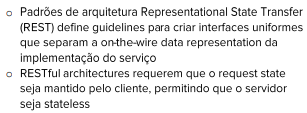 Padrões de arquitetura Representational State Transfer
(REST) define guidelines para criar interfaces uniformes
que separam a on-the-wire data representation da
implementação do serviço
RESTful architectures requerem que o request state
seja mantido pelo cliente, permitindo que o servidor
seja stateless